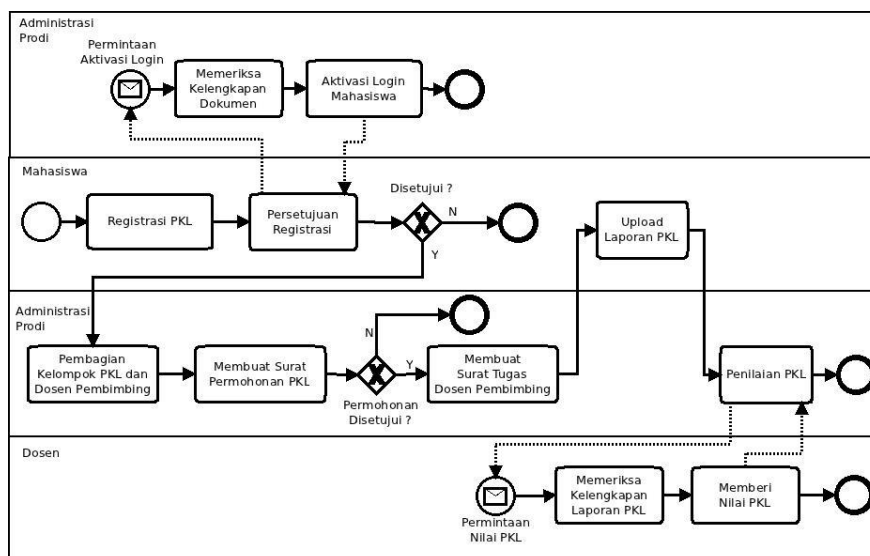 Administrasi
Prodi
Permintaan
Aktivasi Login
Memeriksa
Kelengkapan
Dokumen
Aktivasi Login
Mahasiswa
Mahasiswa
Registrasi PKL
Persetujuan
Registrasi
Disetujui ?
N
Y
Upload
Laporan PKL
Administrasi
Prodi
Pembagian
Kelompok PKL dan
Dosen Pembimbing
Membuat Surat
Permohonan PKL
N
Y
Permohonan
Disetujui ?
Membuat
Surat Tugas
Dosen Pembimbing
Penilaian PKL
Dosen
Permintaan
Nilai PKL
Memeriksa
Kelengkapan
Laporan PKL
Memberi
Nilai PKL